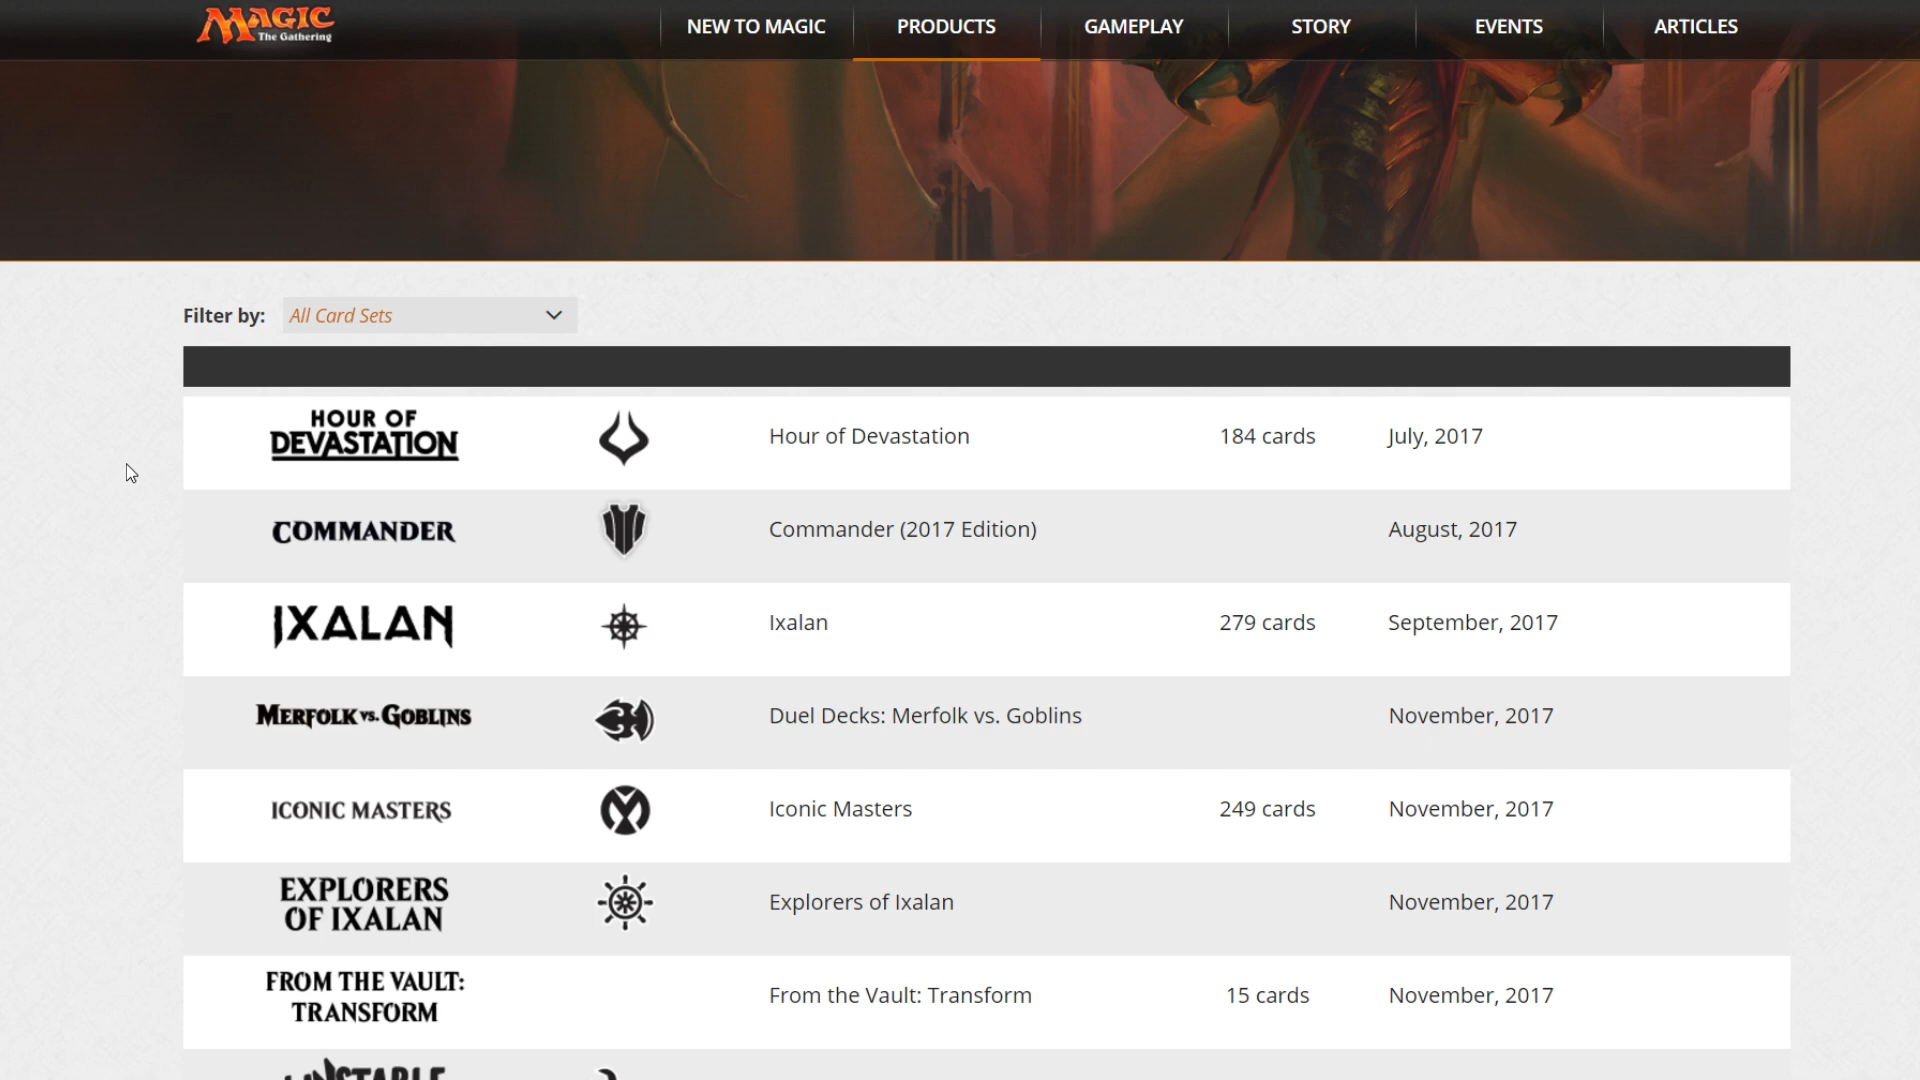 MAGIC
The Gathering
NEW TO MAGIC PRODUCTS GAMEPLAY STORY EVENTS ARTICLES
Filter by: All Card Sets
HOUR OF
DEVASTATION
Hour of Devastation 184 cards July, 2017
COMMANDER Commander (2017 Edition) August, 2017
IXALAN Ixalan 279 cards September, 2017
MERFOLK VS. GOBLINS Duel Decks: Merfolk vs. Goblins November, 2017
ICONIC MASTERS Iconic Masters 249 cards November, 2017
EXPLORERS
OF IXALAN
Explorers of Ixalan November, 2017
FROM THE VAULT:
TRANSFORM
From the Vault: Transform 15 cards November, 2017
UNSTABLE